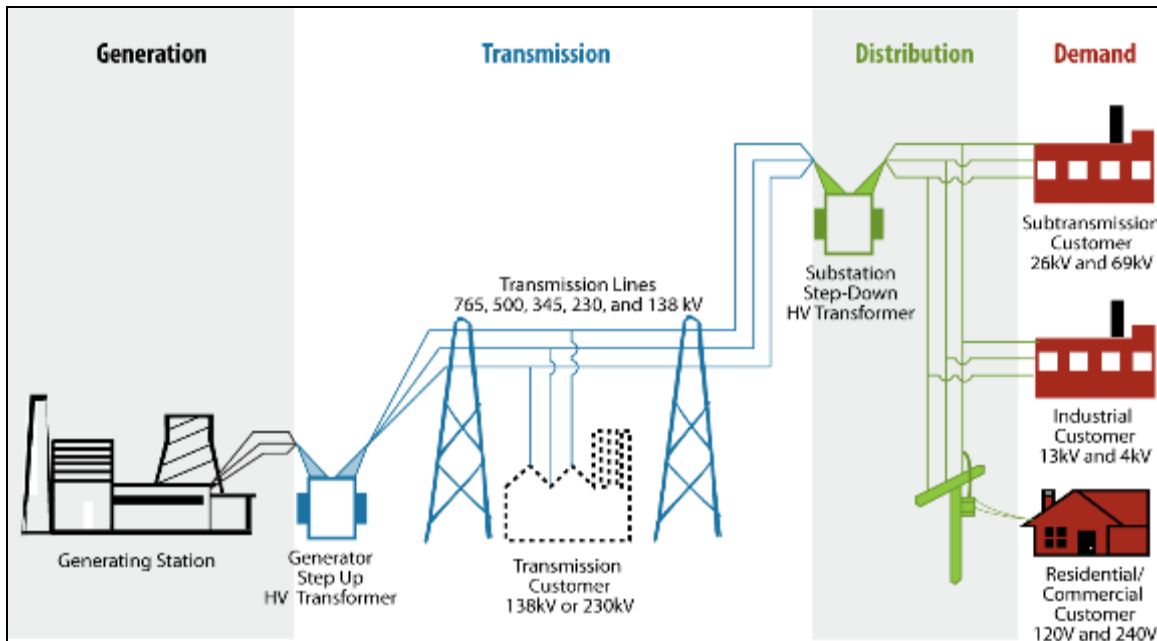 Generation
Transmission
Distribution
Demand
Subtransmission
Customer
26kV and 69kV
Substation
Step-Down
HV Transformer
Transmission Lines
765, 500, 345, 230, and 138 kV
Industrial
Customer
13kV and 4kV
Generating Station
Generator
Step Up
HV Transformer
Transmission
Customer
138kV or 230kV
Residential/
Commercial
Customer
120V and 240V